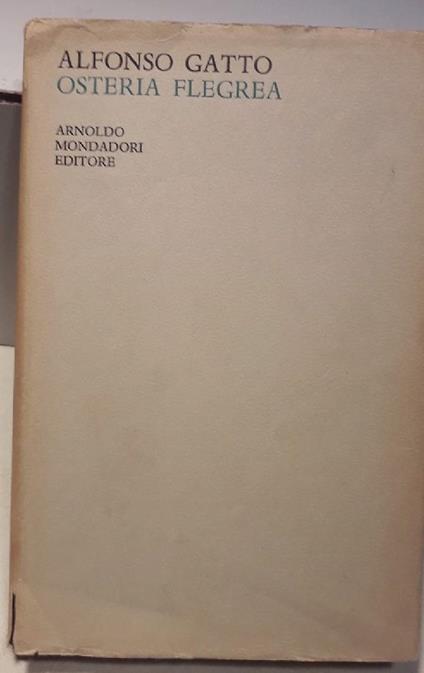 ALFONSO GATTO
OSTERIA FLEGREA
ARNOLDO
MONDADORI
EDITORE